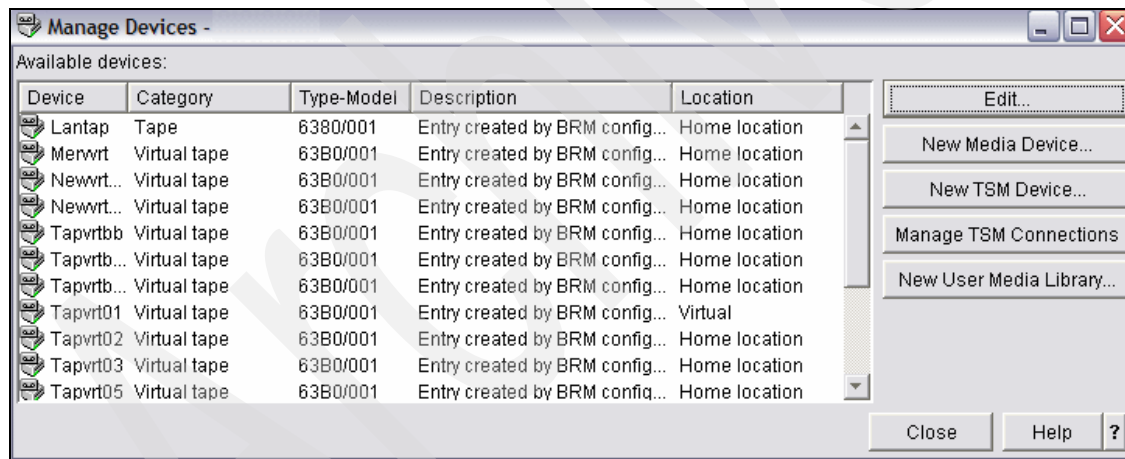 Manage Devices -
Available devices:
Device Category Type-Model Description Location
Lantap Tape 6380/001 Entry created by BRM config... Home location
Mervvrt Virtual tape 63B0/001 Entry created by BRM config... Home location
Newvrt... Virtual tape 63B0/001 Entry created by BRM config... Home location
Newvrt... Virtual tape 63B0/001 Entry created by BRM config... Home location
Tapvrtbb Virtual tape 63B0/001 Entry created by BRM config... Home location
Tapvrtb... Virtual tape 63B0/001 Entry created by BRM config... Home location
Tapvrtb... Virtual tape 63B0/001 Entry created by BRM config... Home location
Tapvrt01 Virtual tape 63B0/001 Entry created by BRM config... Virtual
Tapvrt02 Virtual tape 63B0/001 Entry created by BRM config... Home location
Tapvrt03 Virtual tape 63B0/001 Entry created by BRM config... Home location
Tapvrt05 Virtual tape 63B0/001 Entry created by BRM config... Home location
Edit...
New Media Device...
New TSM Device...
Manage TSM Connections
New User Media Library...
Close Help ?